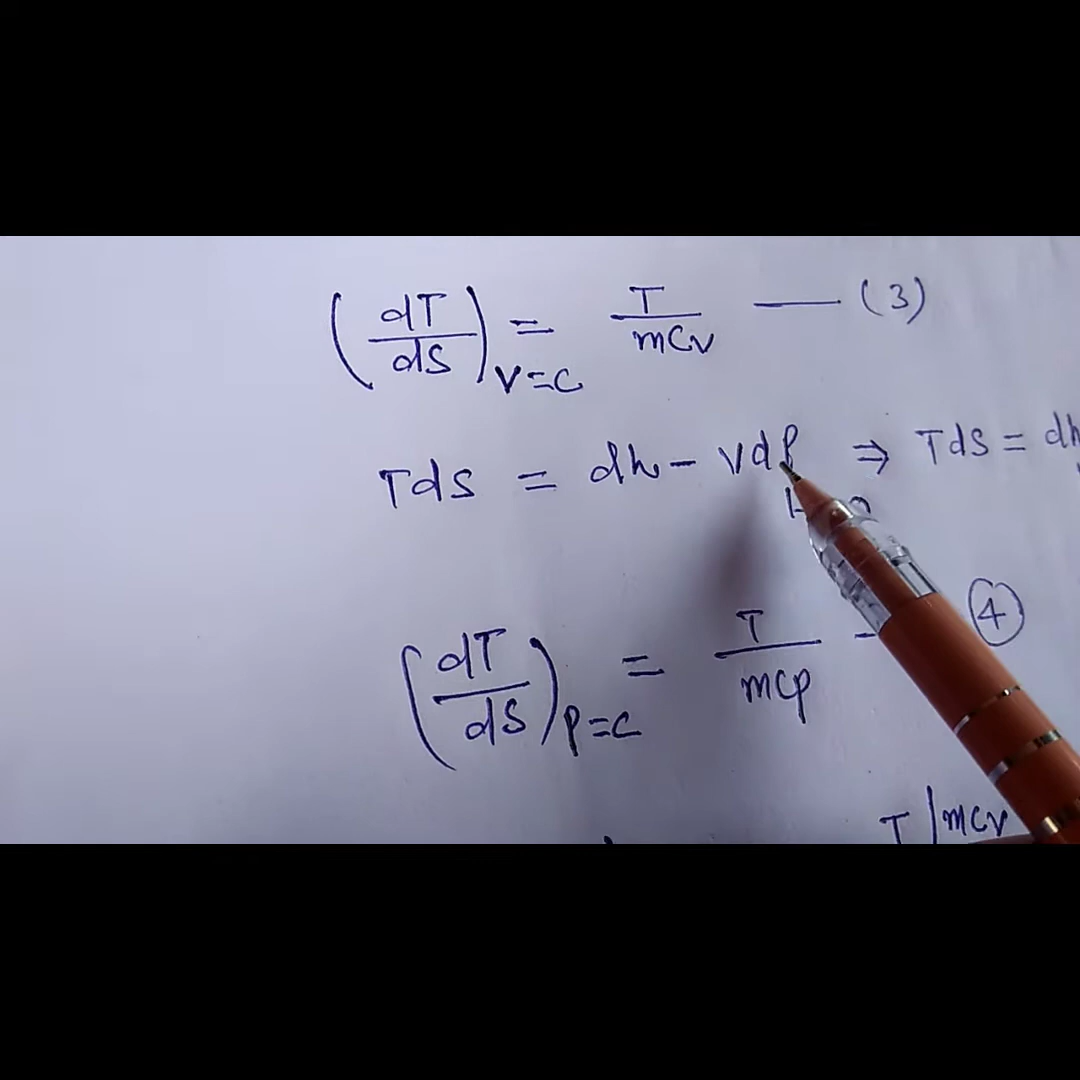 (dT/dS)V=C = T/mCv — (3)
Tds = dh - vdp ⇒ Tds = dh
(dT/dS)P=C = T/mCp — 4
T/mCv